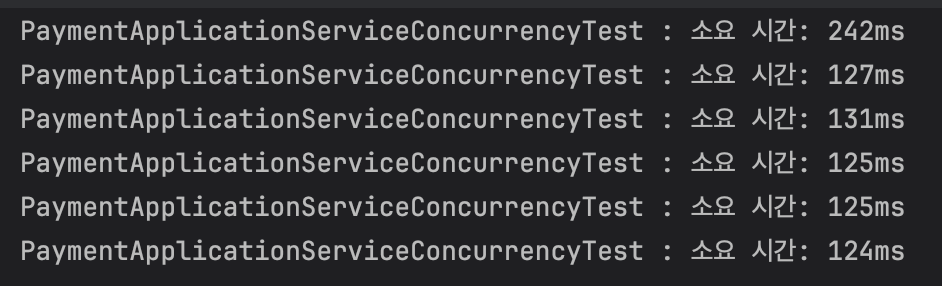 PaymentApplicationServiceConcurrencyTest : 소요 시간: 242ms
PaymentApplicationServiceConcurrencyTest : 소요 시간: 127ms
PaymentApplicationServiceConcurrencyTest : 소요 시간: 131ms
PaymentApplicationServiceConcurrencyTest : 소요 시간: 125ms
PaymentApplicationServiceConcurrencyTest : 소요 시간: 125ms
PaymentApplicationServiceConcurrencyTest : 소요 시간: 124ms